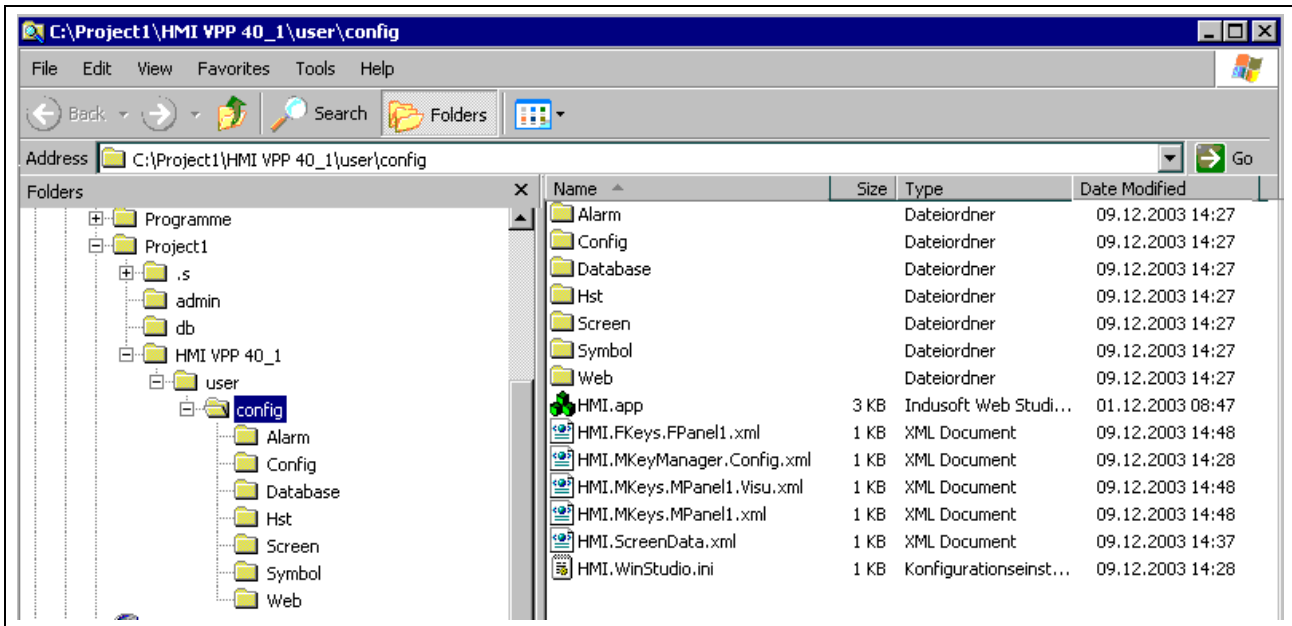 C:\Project1\HMI VPP 40_1\user\config
File Edit View Favorites Tools Help
Back Search Folders
Address C:\Project1\HMI VPP 40_1\user\config Go
Folders
Programme
Project1
.s
admin
db
HMI VPP 40_1
user
config
Alarm
Config
Database
Hst
Screen
Symbol
Web
Name Size Type Date Modified
Alarm Dateiordner 09.12.2003 14:27
Config Dateiordner 09.12.2003 14:27
Database Dateiordner 09.12.2003 14:27
Hst Dateiordner 09.12.2003 14:27
Screen Dateiordner 09.12.2003 14:27
Symbol Dateiordner 09.12.2003 14:27
Web Dateiordner 09.12.2003 14:27
HMI.app 3 KB Indusoft Web Studi... 01.12.2003 08:47
HMI.FKeys.FPanel1.xml 1 KB XML Document 09.12.2003 14:48
HMI.MKeyManager.Config.xml 1 KB XML Document 09.12.2003 14:28
HMI.MKeys.MPanel1.Visu.xml 1 KB XML Document 09.12.2003 14:48
HMI.MKeys.MPanel1.xml 1 KB XML Document 09.12.2003 14:48
HMI.ScreenData.xml 1 KB XML Document 09.12.2003 14:37
HMI.WinStudio.ini 1 KB Konfigurationseinst... 09.12.2003 14:28